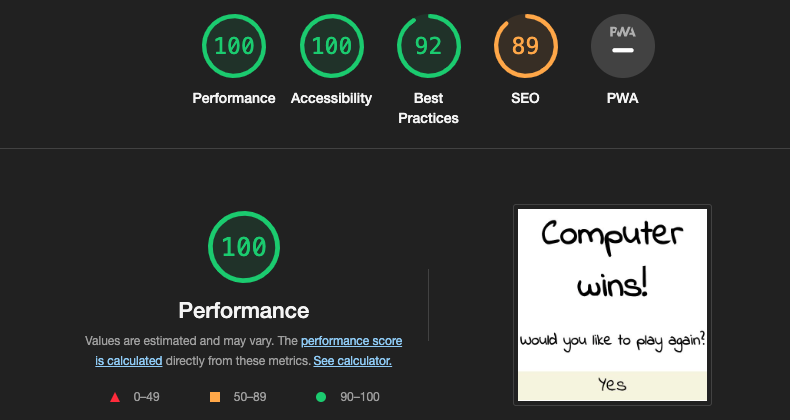 100 100 92 89 PWA
Performance Accessibility Best Practices SEO PWA
100
Performance
Values are estimated and may vary. The performance score
is calculated directly from these metrics. See calculator.
0–49 50–89 90–100
Computer
wins!
Would you like to play again?
Yes